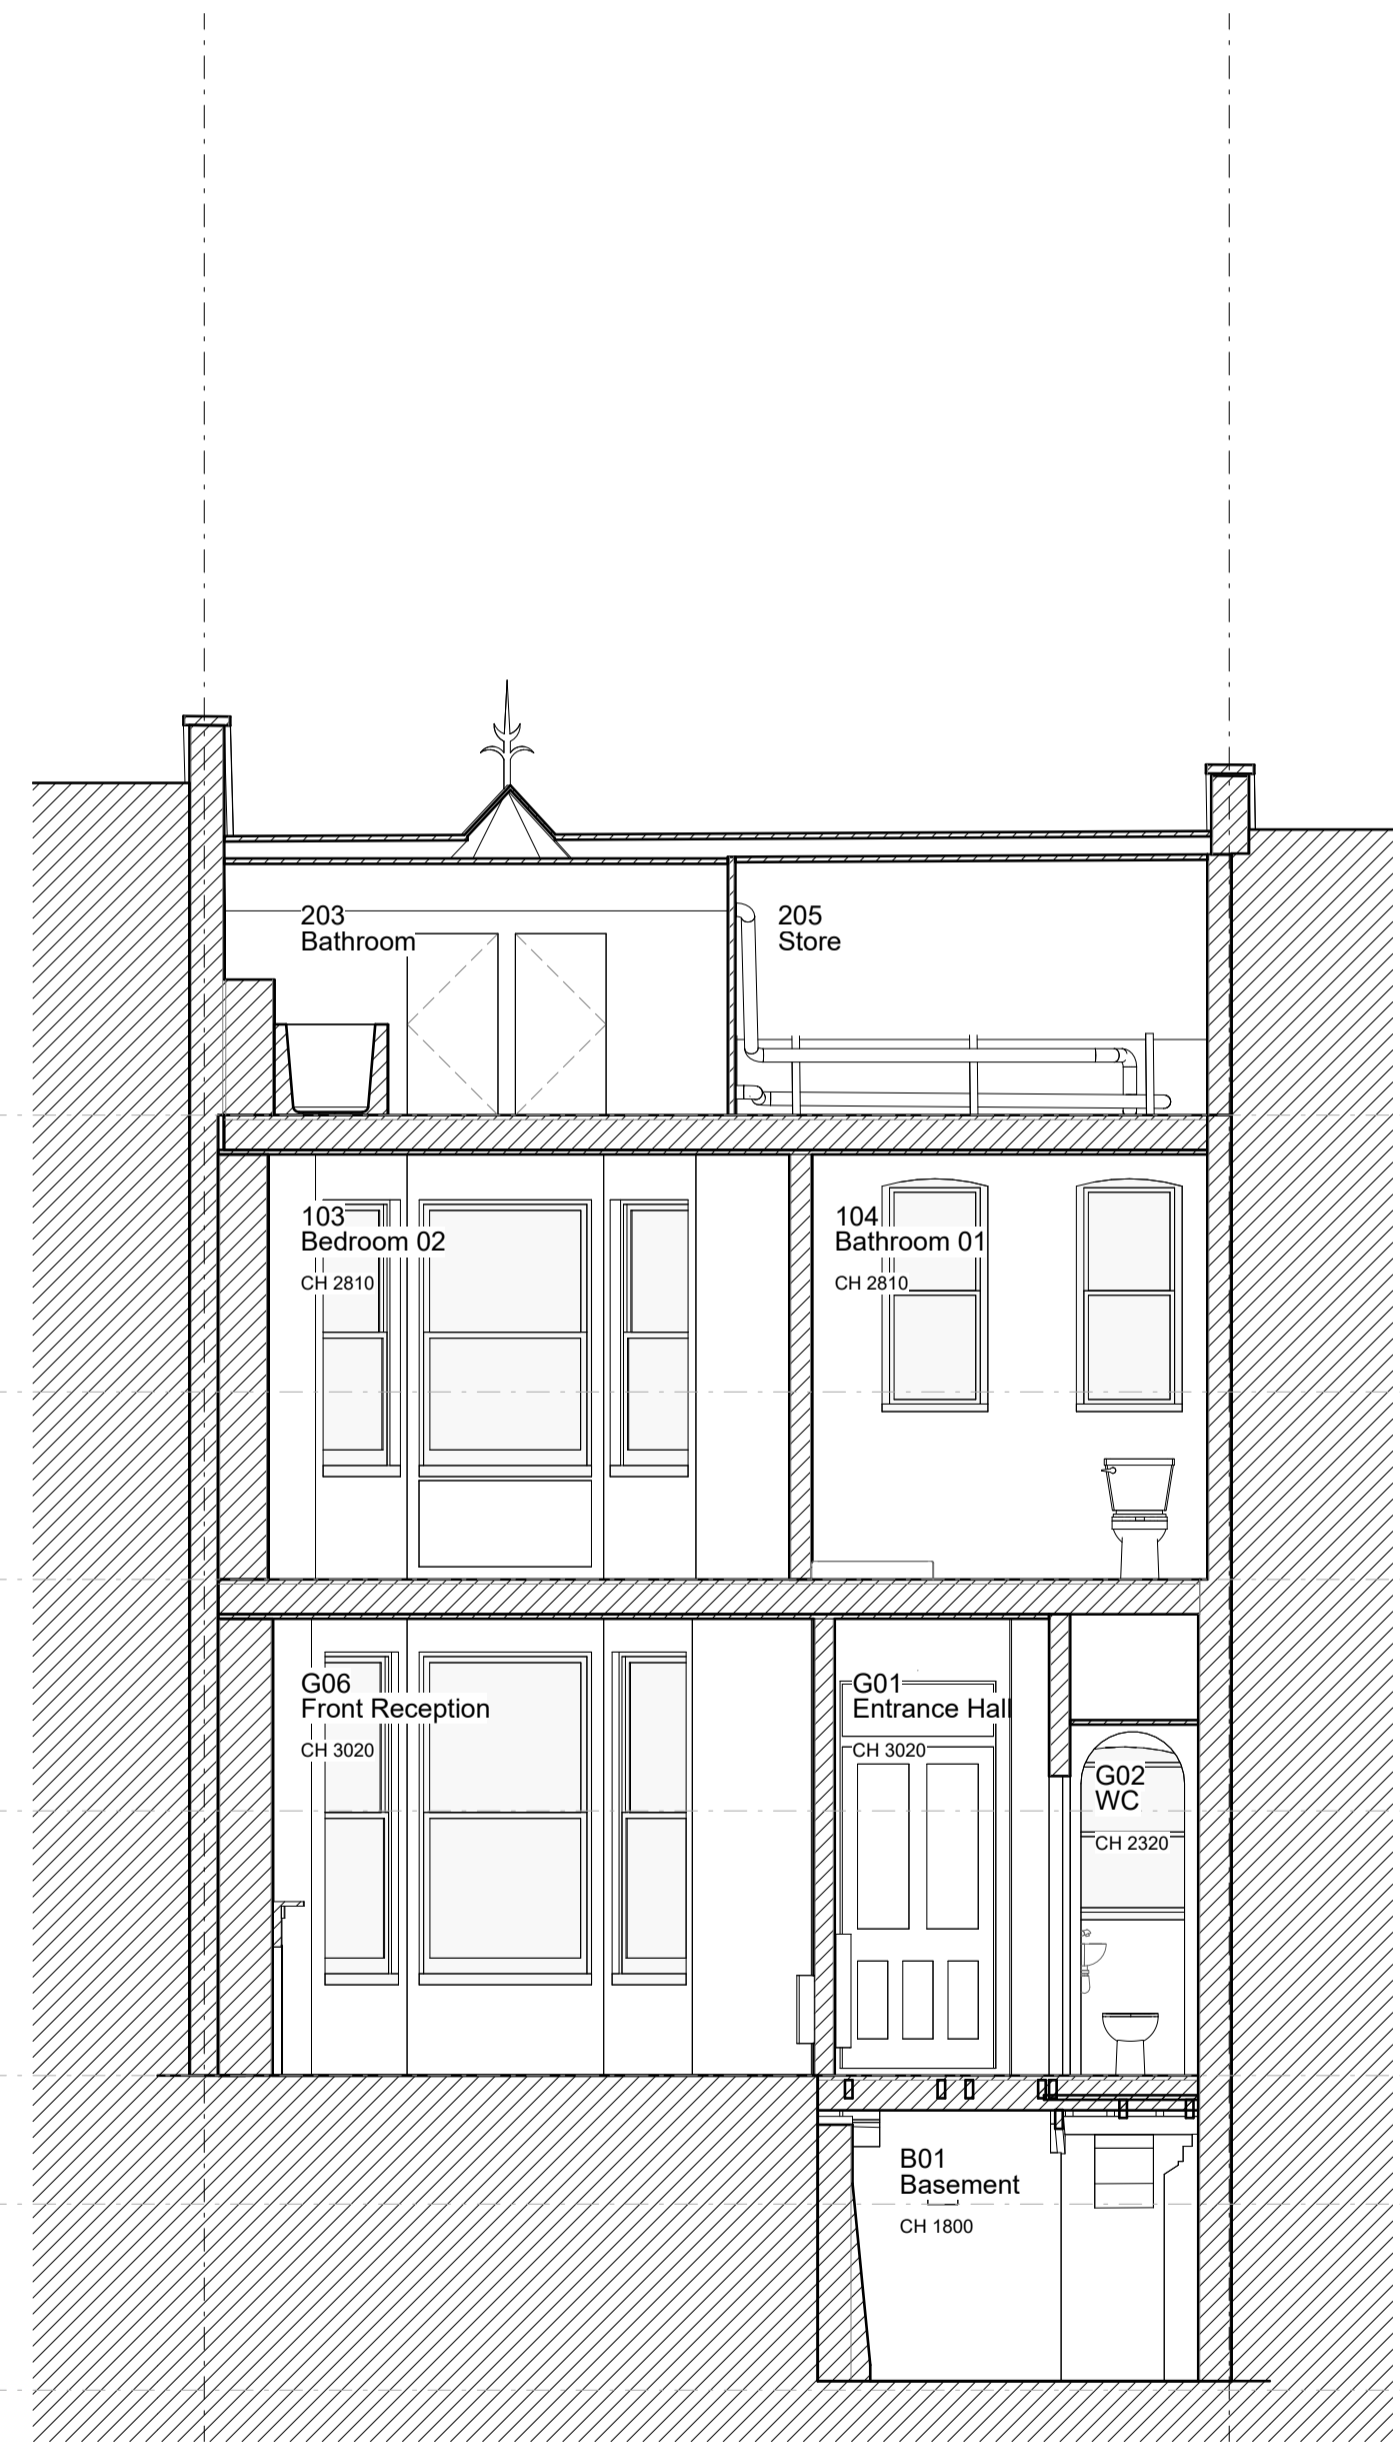 203
Bathroom
205
Store
103
Bedroom 02
CH 2810
104
Bathroom 01
CH 2810
G06
Front Reception
CH 3020
G01
Entrance Hall
CH 3020
G02
WC
CH 2320
B01
Basement
CH 1800